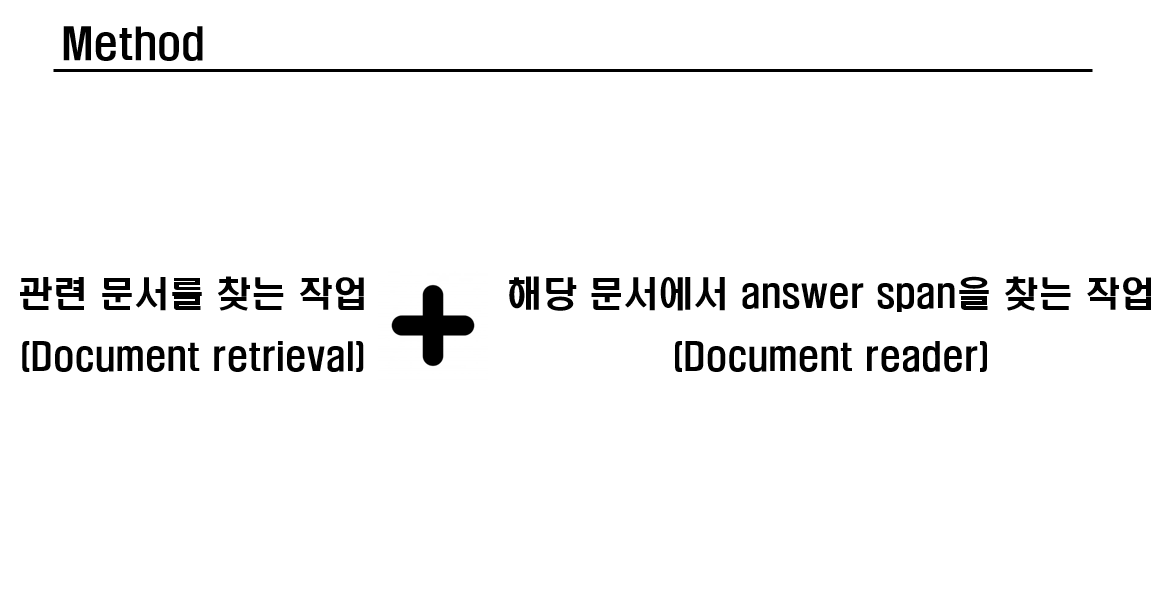 Method
관련 문서를 찾는 작업
(Document retrieval)
해당 문서에서 answer span을 찾는 작업
(Document reader)